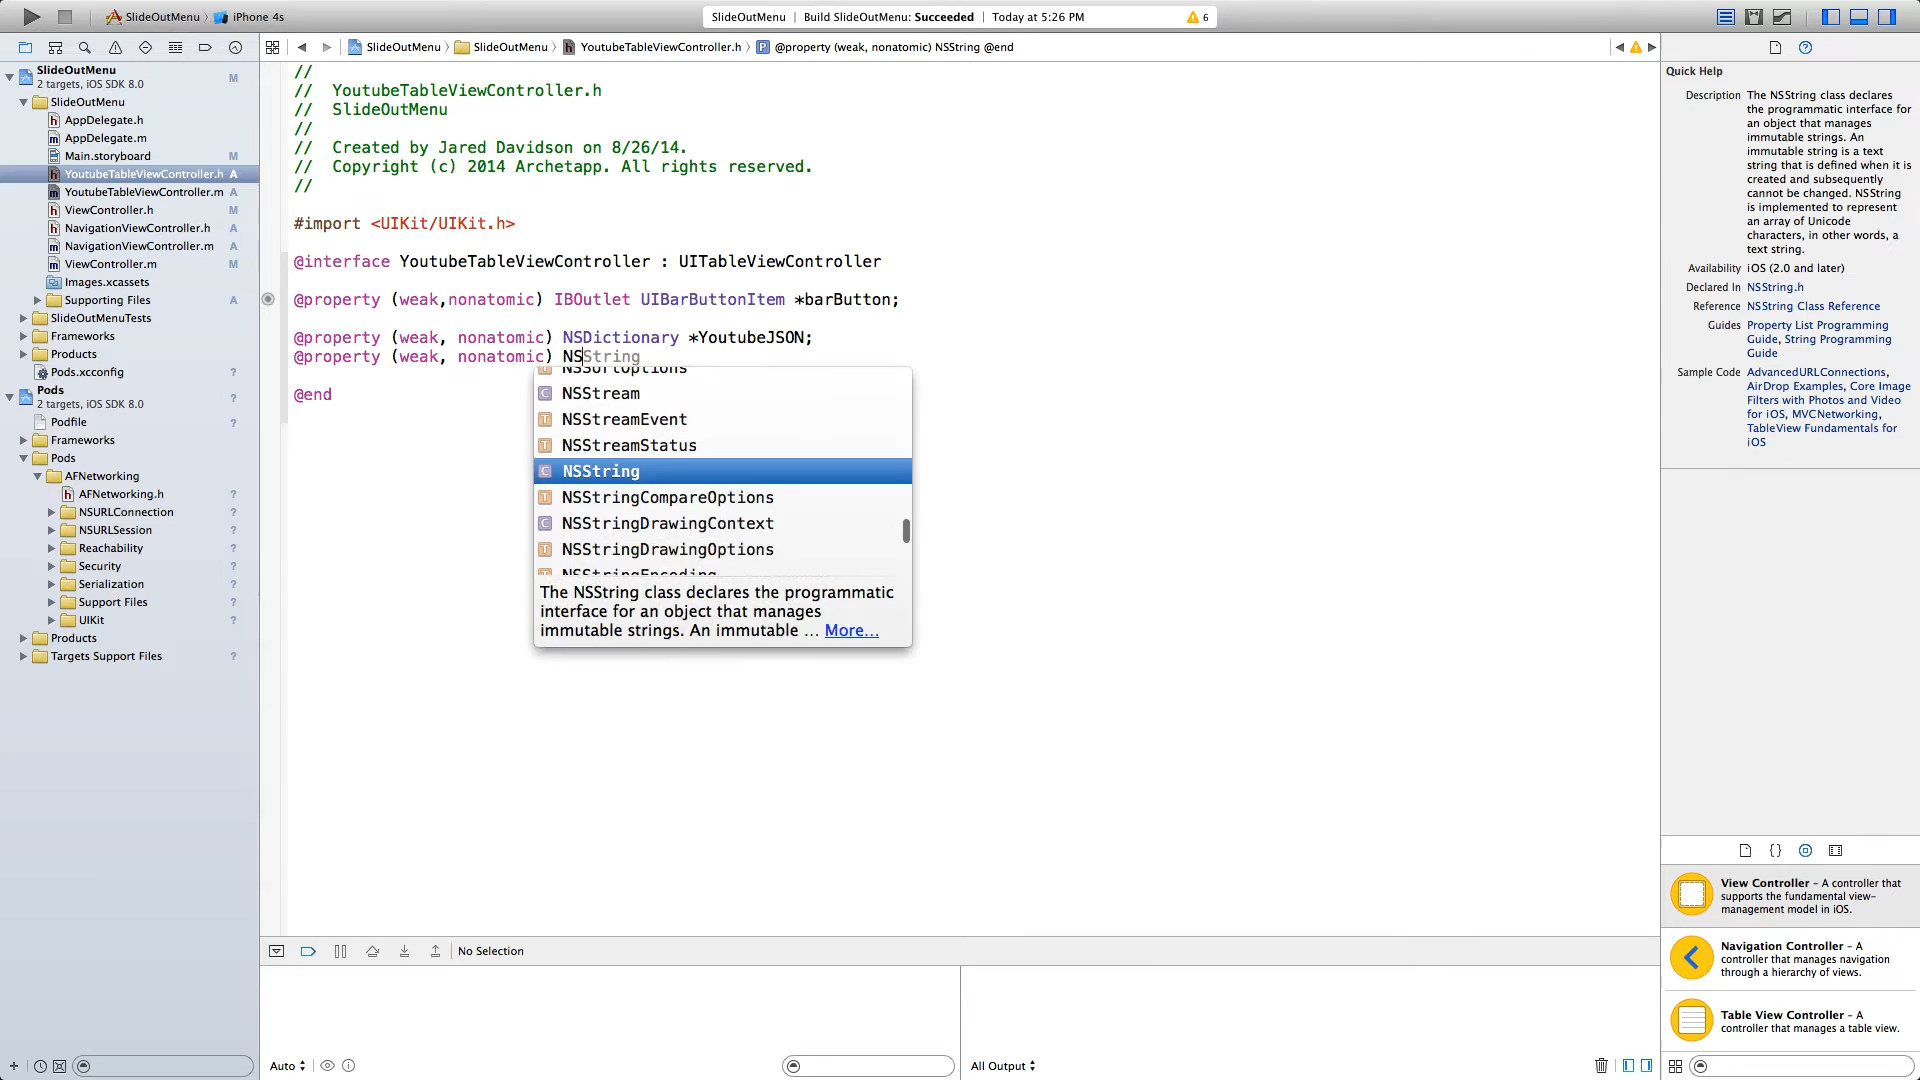 SlideOutMenu › iPhone 4s
SlideOutMenu | Build SlideOutMenu: Succeeded | Today at 5:26 PM
6
SlideOutMenu › SlideOutMenu › YoutubeTableViewController.h › P @property (weak, nonatomic) NSString @end
SlideOutMenu M
2 targets, iOS SDK 8.0
SlideOutMenu
h AppDelegate.h
m AppDelegate.m
Main.storyboard M
h YoutubeTableViewController.h A
m YoutubeTableViewController.m A
h ViewController.h M
h NavigationViewController.h A
m NavigationViewController.m A
m ViewController.m M
Images.xcassets
Supporting Files A
SlideOutMenuTests
Frameworks
Products
Pods.xcconfig ?
Pods ?
2 targets, iOS SDK 8.0
Podfile ?
Frameworks
Pods
AFNetworking
h AFNetworking.h ?
NSURLConnection ?
NSURLSession ?
Reachability ?
Security ?
Serialization ?
Support Files ?
UIKit ?
Products
Targets Support Files ?
//
// YoutubeTableViewController.h
// SlideOutMenu
//
// Created by Jared Davidson on 8/26/14.
// Copyright (c) 2014 Archetapp. All rights reserved.
//
#import <UIKit/UIKit.h>
@interface YoutubeTableViewController : UITableViewController
@property (weak,nonatomic) IBOutlet UIBarButtonItem *barButton;
@property (weak, nonatomic) NSDictionary *YoutubeJSON;
@property (weak, nonatomic) NSString
@end
T NSSortOptions
C NSStream
T NSStreamEvent
T NSStreamStatus
C NSString
T NSStringCompareOptions
C NSStringDrawingContext
T NSStringDrawingOptions
T NSStringEncoding
The NSString class declares the programmatic
interface for an object that manages
immutable strings. An immutable ... More...
No Selection
Auto
All Output
Quick Help
Description The NSString class declares
the programmatic interface for
an object that manages
immutable strings. An
immutable string is a text
string that is defined when it is
created and subsequently
cannot be changed. NSString
is implemented to represent
an array of Unicode
characters, in other words, a
text string.
Availability iOS (2.0 and later)
Declared In NSString.h
Reference NSString Class Reference
Guides Property List Programming
Guide, String Programming
Guide
Sample Code AdvancedURLConnections,
AirDrop Examples, Core Image
Filters with Photos and Video
for iOS, MVCNetworking,
TableView Fundamentals for
iOS
View Controller – A controller that
supports the fundamental view-
management model in iOS.
Navigation Controller – A
controller that manages navigation
through a hierarchy of views.
Table View Controller – A
controller that manages a table view.